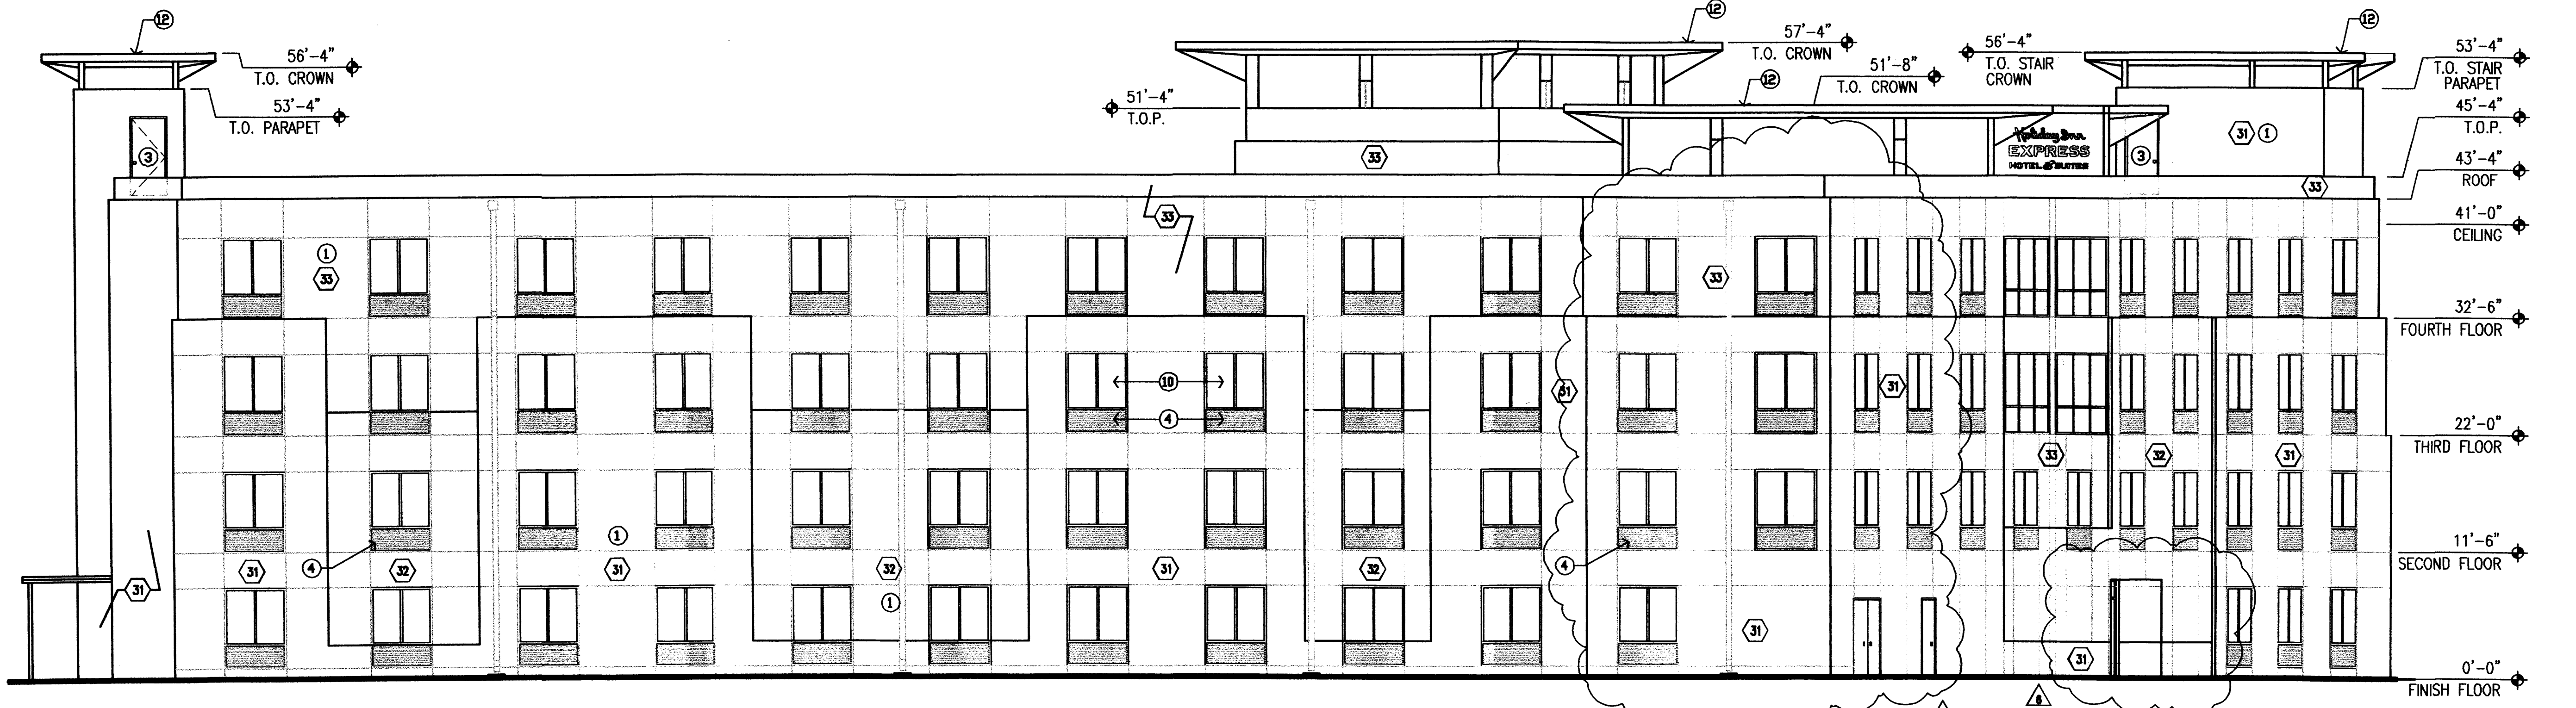 12
56'-4"
T.O. CROWN
53'-4"
T.O. PARAPET
3
12
57'-4"
T.O. CROWN
12
51'-8"
T.O. CROWN
51'-4"
T.O.P.
33
56'-4"
T.O. STAIR
CROWN
12
53'-4"
T.O. STAIR
PARAPET
45'-4"
T.O.P.
43'-4"
ROOF
41'-0"
CEILING
31 1
Holiday Inn
EXPRESS
HOTEL & SUITES
3
33
33
1
33
33
32'-6"
FOURTH FLOOR
10
4
31
31
22'-0"
THIRD FLOOR
33
32
31
1
4
31
32
31
32
31
32
4
11'-6"
SECOND FLOOR
31
1
31
31
0'-0"
FINISH FLOOR
6